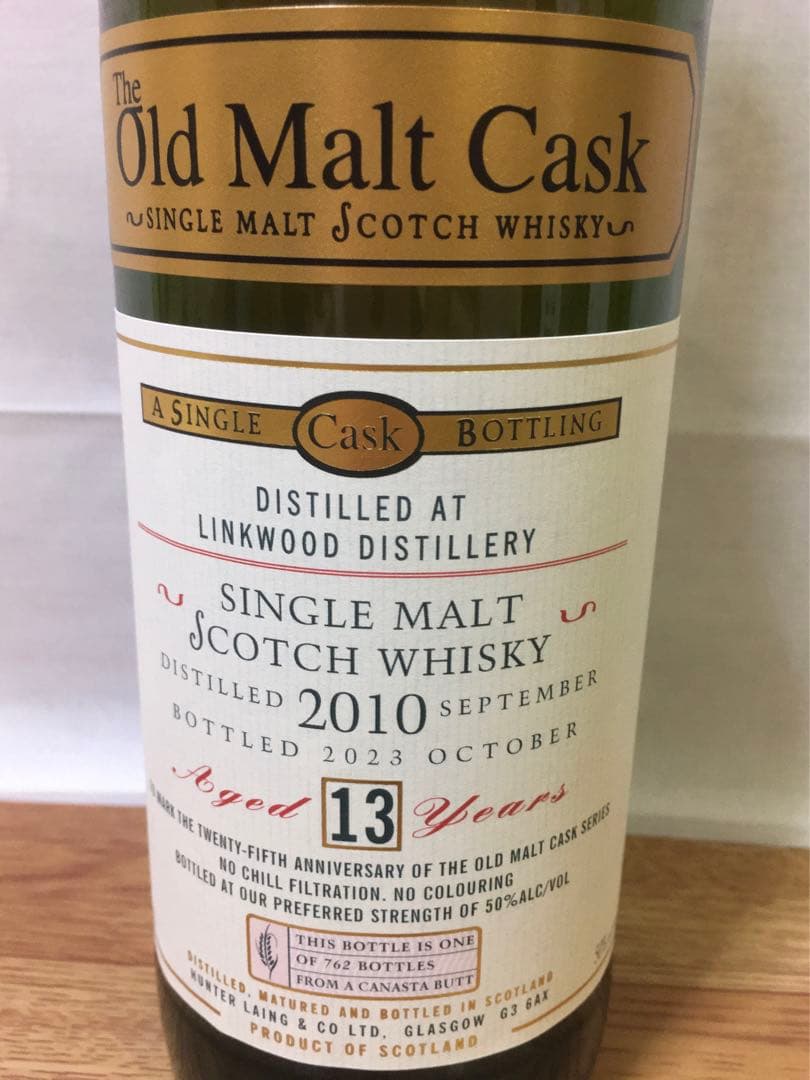 The
Old Malt Cask
SINGLE MALT SCOTCH WHISKY
A SINGLE Cask BOTTLING
DISTILLED AT
LINKWOOD DISTILLERY
SINGLE MALT
SCOTCH WHISKY
DISTILLED 2010 SEPTEMBER
BOTTLED 2023 OCTOBER
Aged 13 Years
MARK THE TWENTY-FIFTH ANNIVERSARY OF THE OLD MALT CASK SERIES
NO CHILL FILTRATION. NO COLOURING
BOTTLED AT OUR PREFERRED STRENGTH OF 50%ALC/VOL
THIS BOTTLE IS ONE
OF 762 BOTTLES
FROM A CANASTA BUTT
DISTILLED, MATURED AND BOTTLED IN SCOTLAND
HUNTER LAING & CO LTD, GLASGOW G3 6AX
PRODUCT OF SCOTLAND